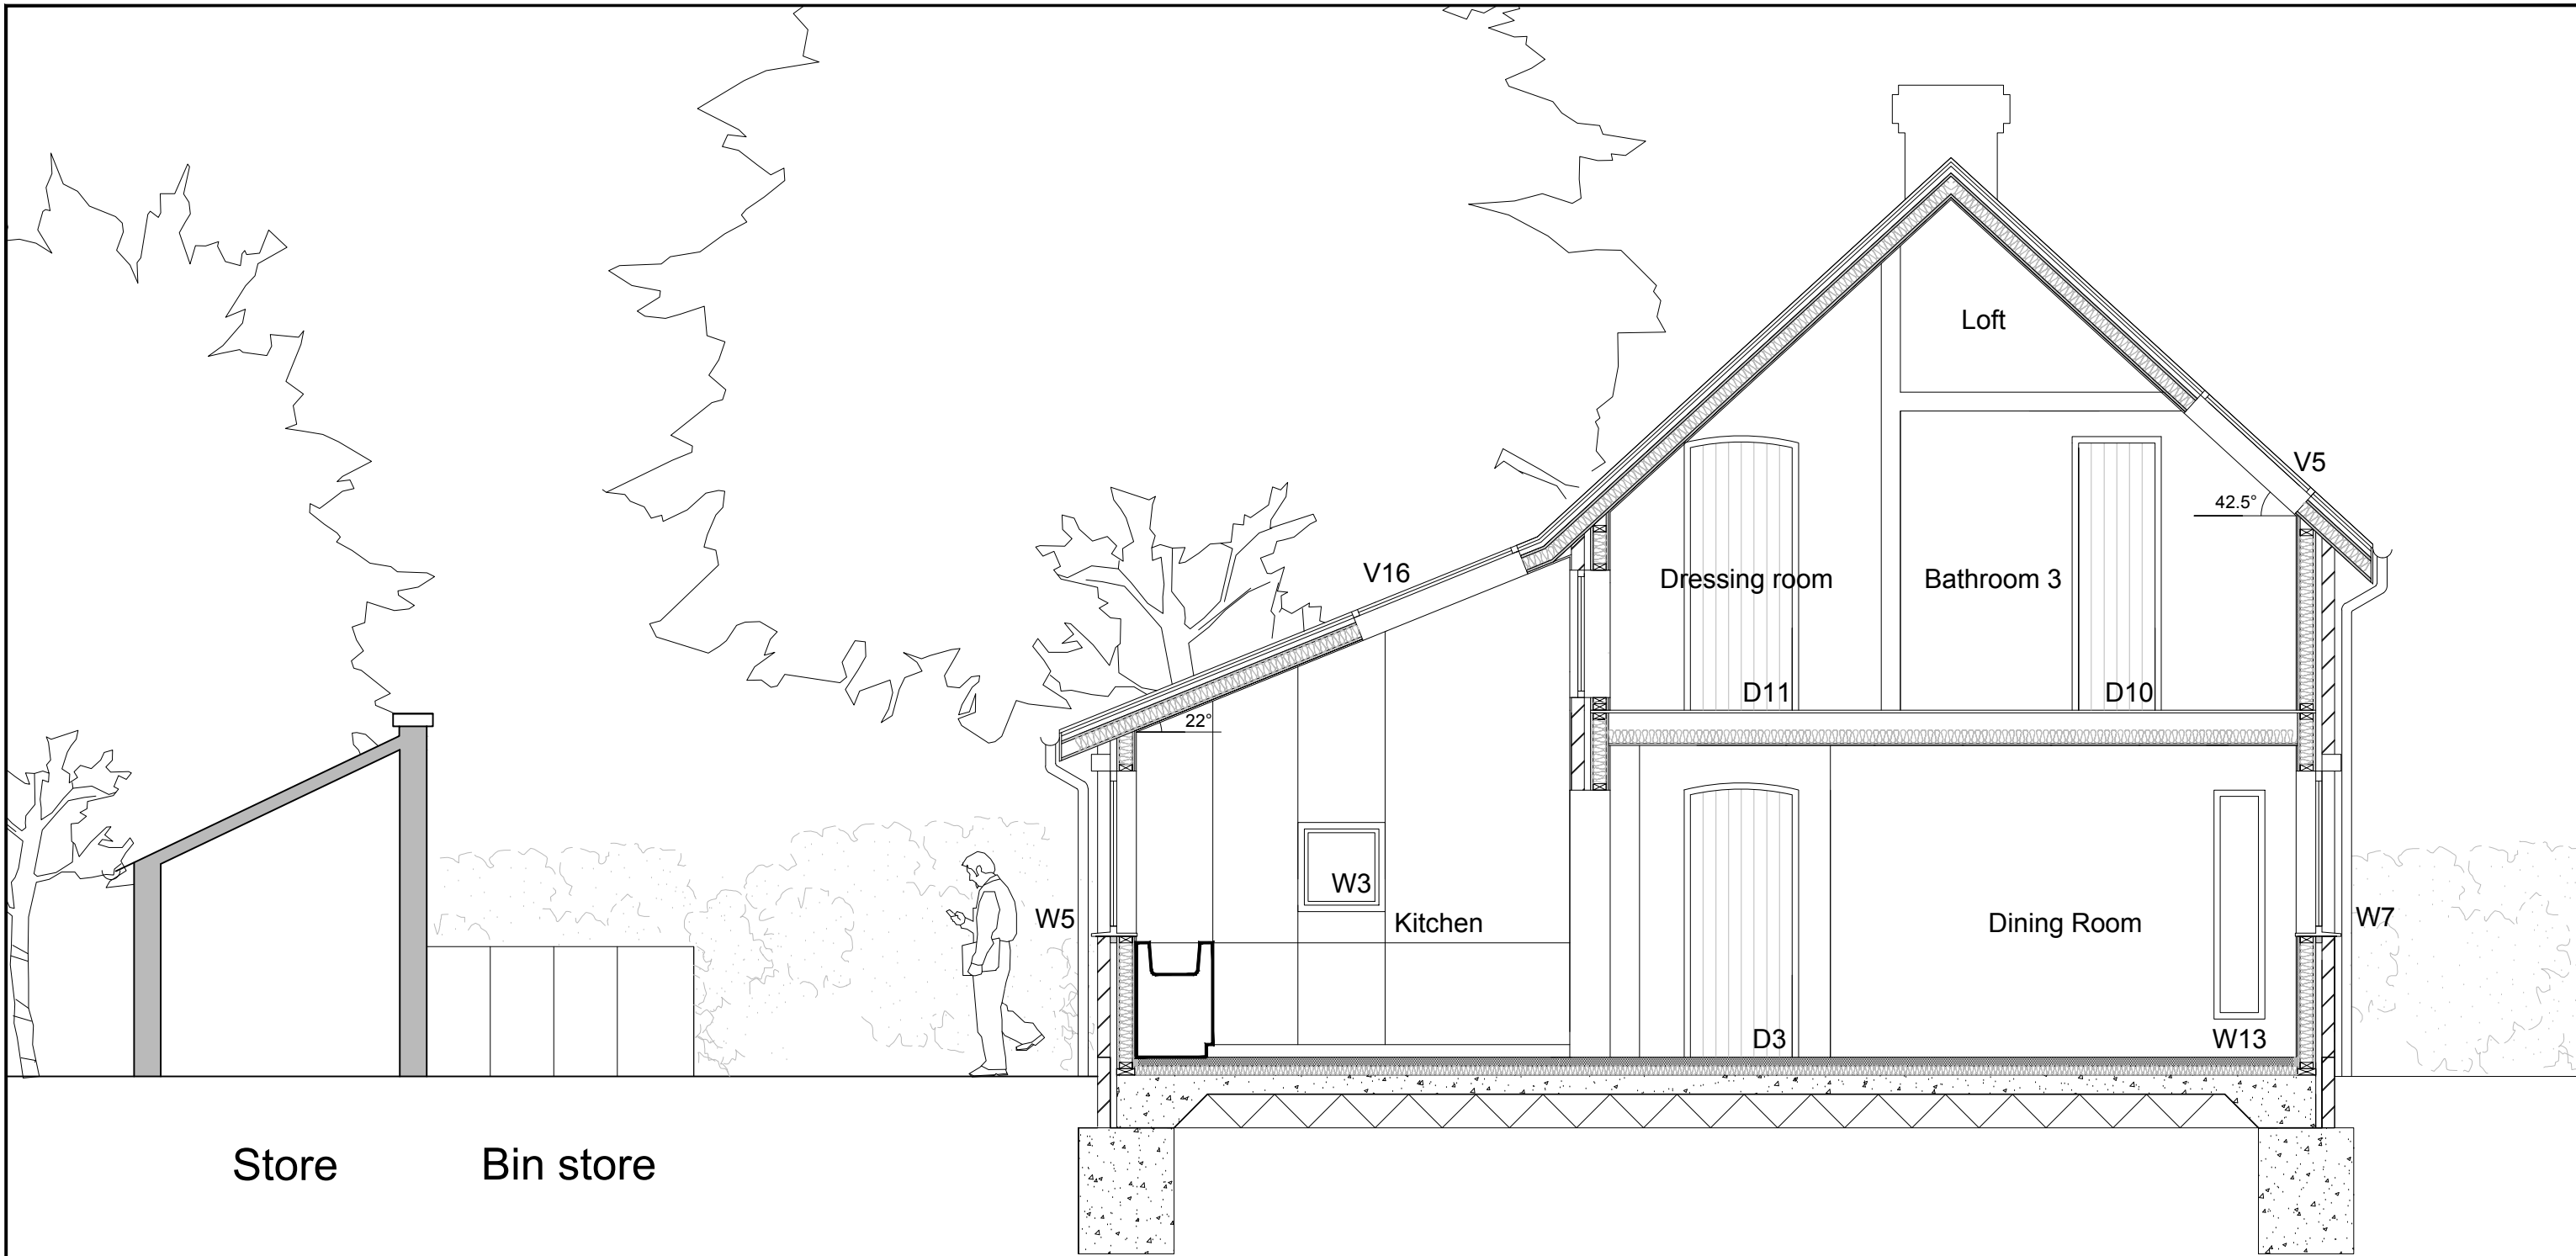 Loft
V5
42.5°
V16
Dressing room
Bathroom 3
D11
D10
22°
W3
W5
Kitchen
Dining Room
W7
D3
W13
Store
Bin store